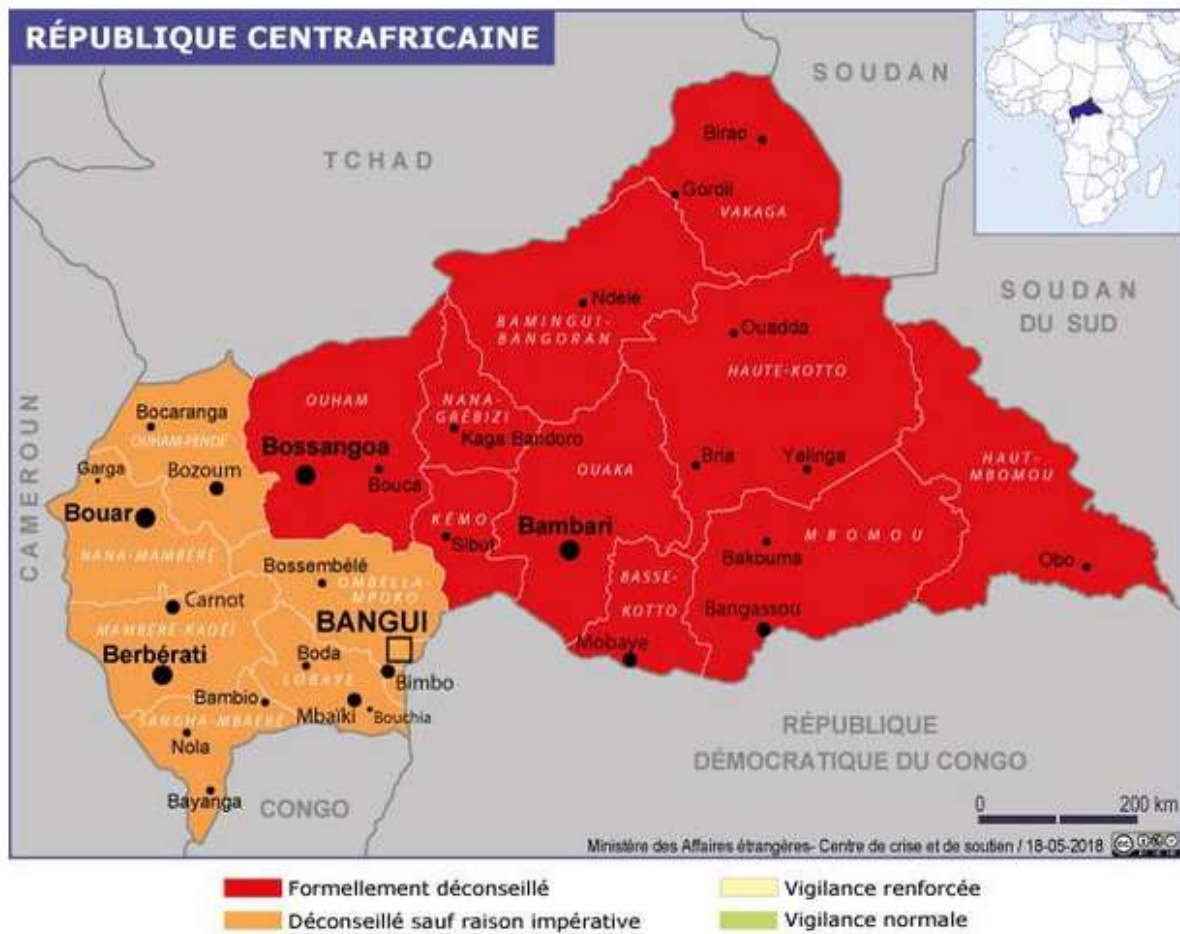 RÉPUBLIQUE CENTRAFRICAINE
SOUDAN
TCHAD
Birao
Gordil
VAKAGA
SOUDAN
DU SUD
Ndélé
BAMINGUI-
BANGORAN
Ouadda
HAUTE-KOTTO
CAMEROUN
OUHAM
NANA-
GRÉBIZI
Bocaranga
OUHAM-PENDÉ
Kaga Bandoro
Bossangoa
Bouca
OUAKA
Bria
Yalinga
HAUT-
MBOMOU
Garga
Bozoum
Bouar
KÉMO
Sibut
Bambari
MBOMOU
Bakouma
Obo
NANA-MAMBÉRÉ
Bossembélé
OMBELLA-
MPOKO
BASSE-
KOTTO
Carnot
MAMBÉRÉ-KADÉÏ
BANGUI
Bangassou
Mobaye
Berbérati
Boda
LOBAYE
Bimbo
Bambio
Mbaïki
Bouchia
SANGHA-MBAÉRÉ
Nola
Bayanga
CONGO
RÉPUBLIQUE
DÉMOCRATIQUE DU CONGO
0 200 km
Ministère des Affaires étrangères- Centre de crise et de soutien / 18-05-2018
Formellement déconseillé
Déconseillé sauf raison impérative
Vigilance renforcée
Vigilance normale